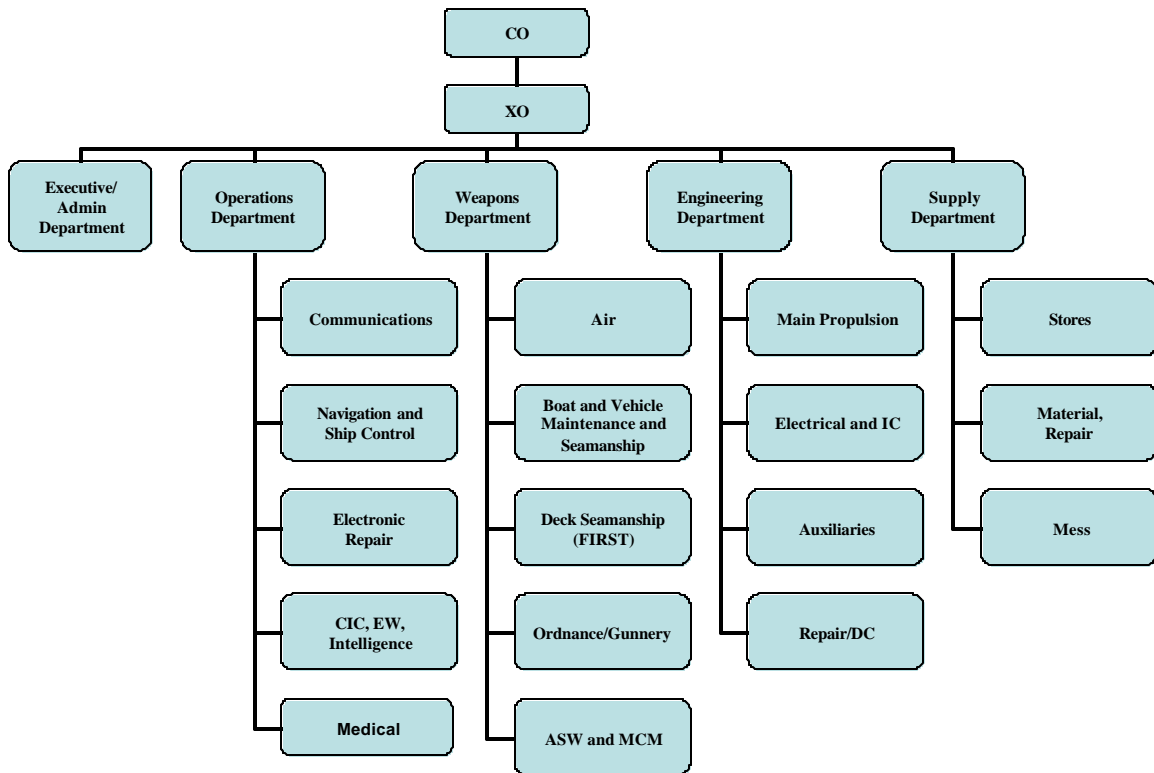 CO
XO
Executive/
Admin
Department
Operations
Department
Weapons
Department
Engineering
Department
Supply
Department
Communications
Air
Main Propulsion
Stores
Navigation and
Ship Control
Boat and Vehicle
Maintenance and
Seamanship
Electrical and IC
Material,
Repair
Electronic
Repair
Deck Seamanship
(FIRST)
Auxiliaries
Mess
CIC, EW,
Intelligence
Ordnance/Gunnery
Repair/DC
Medical
ASW and MCM